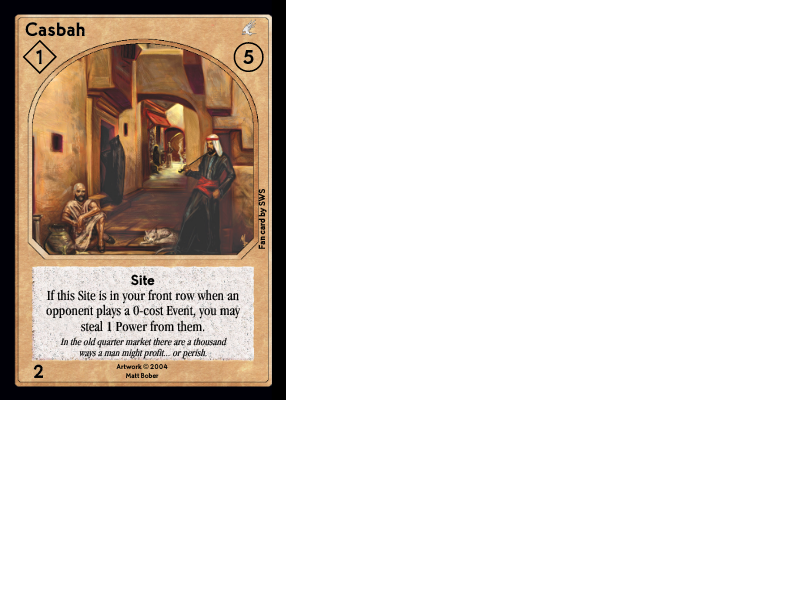 Casbah
1
5
Fan card by SWS
Site
If this Site is in your front row when an
opponent plays a 0-cost Event, you may
steal 1 Power from them.
In the old quarter market there are a thousand
ways a man might profit... or perish.
2
Artwork © 2004
Matt Bober